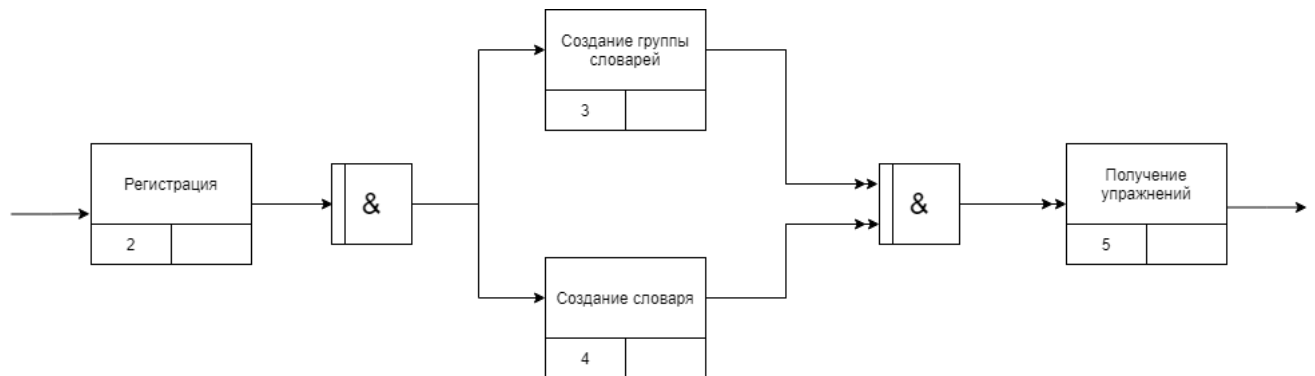 Регистрация
2
&
Создание группы
словарей
3
Создание словаря
4
&
Получение
упражнений
5